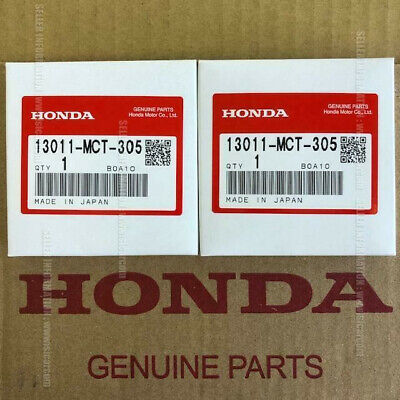 HONDA
GENUINE PARTS
Honda Motor Co., Ltd.
13011-MCT-305
QTY
1
B0A10
MADE IN JAPAN
HONDA
GENUINE PARTS
Honda Motor Co., Ltd.
13011-MCT-305
QTY
1
B0A10
MADE IN JAPAN
HONDA
GENUINE PARTS